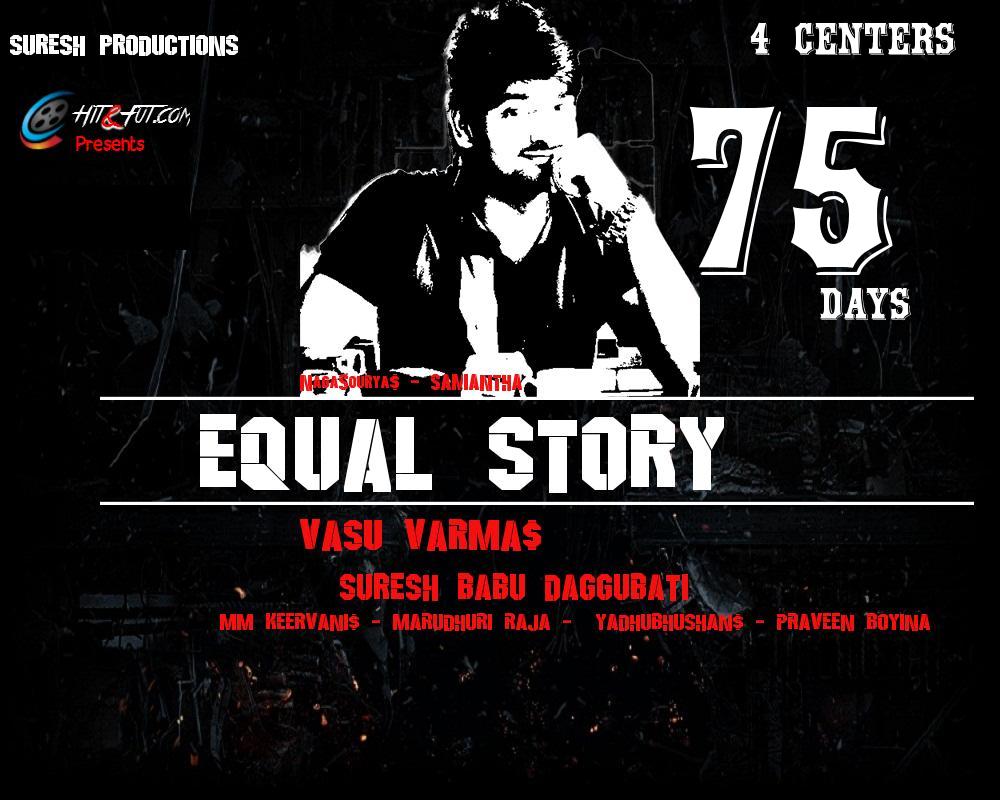 SURESH PRODUCTIONS
4 CENTERS
HIT&FUT.COM
Presents
75
DAYS
NAGASOURYA$ - SAMANTHA
EQUAL STORY
VASU VARMA$
SURESH BABU DAGGUBATI
MM KEERVANI$ - MARUDHURI RAJA - YADHUBHUSHAN$ - PRAVEEN BOYINA